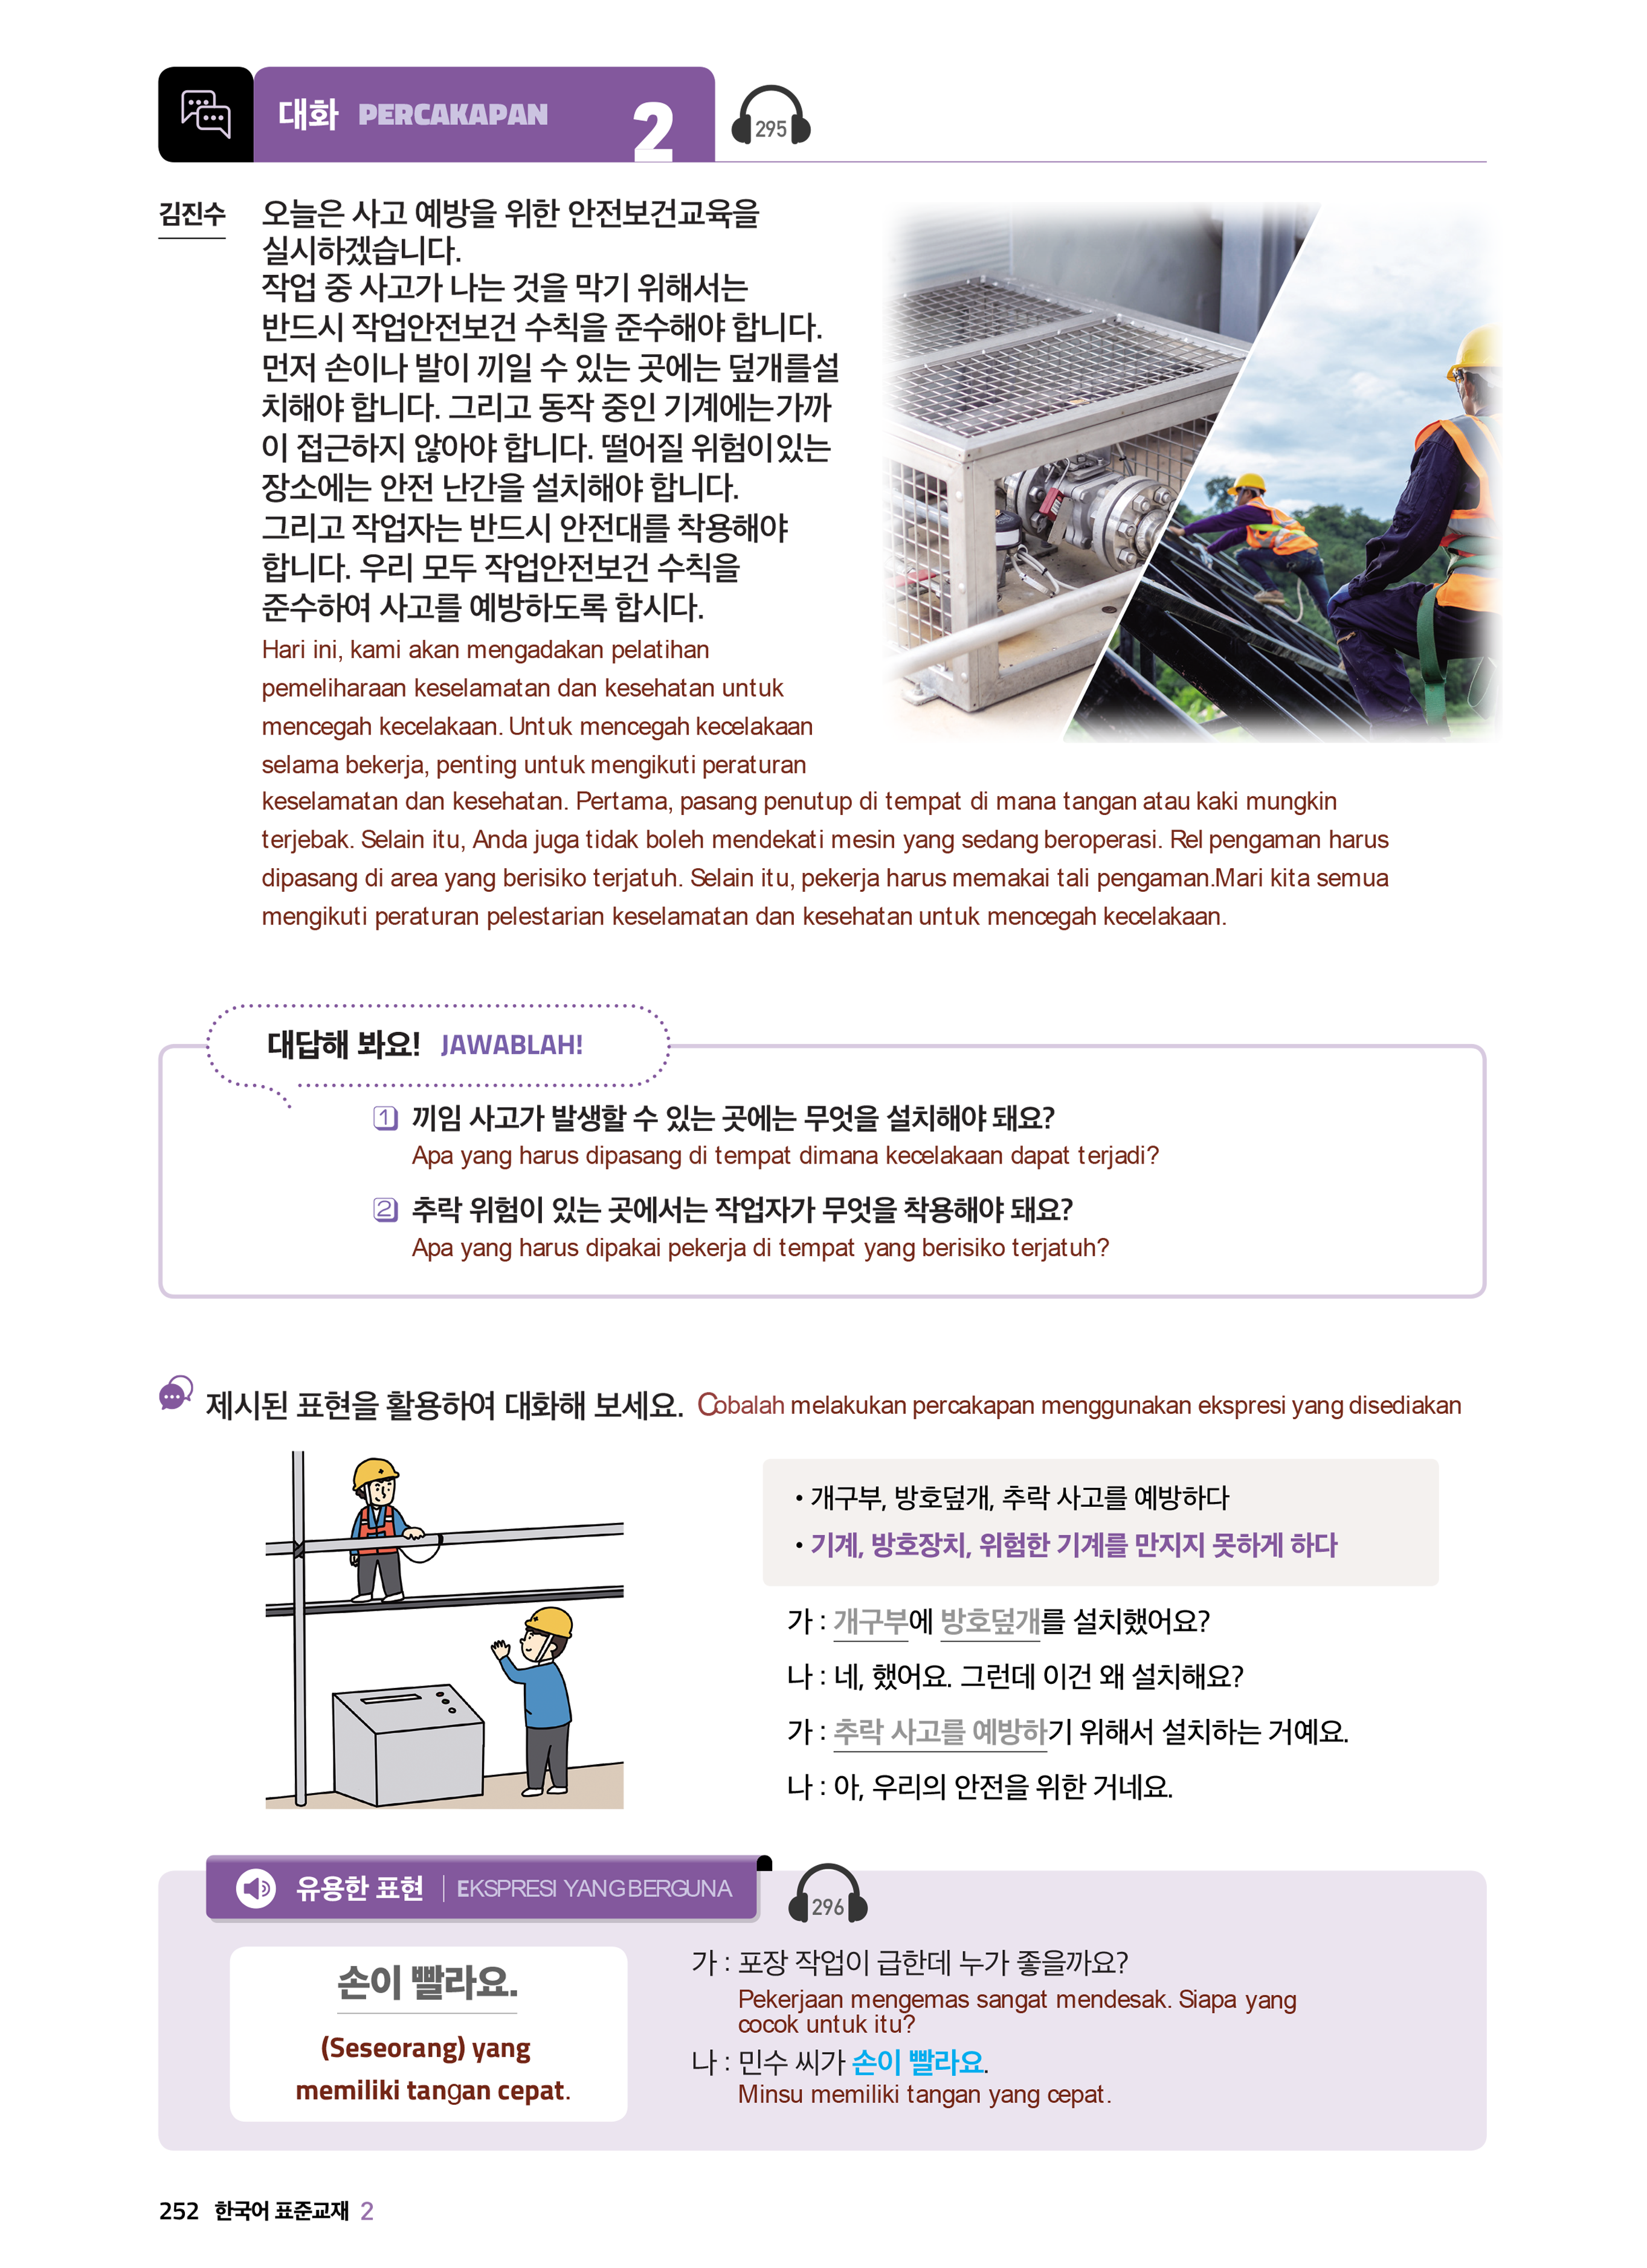 대화 PERCAKAPAN 2
295
김진수
오늘은 사고 예방을 위한 안전보건교육을
실시하겠습니다.
작업 중 사고가 나는 것을 막기 위해서는
반드시 작업안전보건 수칙을 준수해야 합니다.
먼저 손이나 발이 끼일 수 있는 곳에는 덮개를설
치해야 합니다. 그리고 동작 중인 기계에는가까
이 접근하지 않아야 합니다. 떨어질 위험이있는
장소에는 안전 난간을 설치해야 합니다.
그리고 작업자는 반드시 안전대를 착용해야
합니다. 우리 모두 작업안전보건 수칙을
준수하여 사고를 예방하도록 합시다.
Hari ini, kami akan mengadakan pelatihan
pemeliharaan keselamatan dan kesehatan untuk
mencegah kecelakaan. Untuk mencegah kecelakaan
selama bekerja, penting untuk mengikuti peraturan
keselamatan dan kesehatan. Pertama, pasang penutup di tempat di mana tangan atau kaki mungkin
terjebak. Selain itu, Anda juga tidak boleh mendekati mesin yang sedang beroperasi. Rel pengaman harus
dipasang di area yang berisiko terjatuh. Selain itu, pekerja harus memakai tali pengaman.Mari kita semua
mengikuti peraturan pelestarian keselamatan dan kesehatan untuk mencegah kecelakaan.
대답해 봐요! JAWABLAH!
1 끼임 사고가 발생할 수 있는 곳에는 무엇을 설치해야 돼요?
Apa yang harus dipasang di tempat dimana kecelakaan dapat terjadi?
2 추락 위험이 있는 곳에서는 작업자가 무엇을 착용해야 돼요?
Apa yang harus dipakai pekerja di tempat yang berisiko terjatuh?
제시된 표현을 활용하여 대화해 보세요. Cobalah melakukan percakapan menggunakan ekspresi yang disediakan
• 개구부, 방호덮개, 추락 사고를 예방하다
• 기계, 방호장치, 위험한 기계를 만지지 못하게 하다
가 : 개구부에 방호덮개를 설치했어요?
나 : 네, 했어요. 그런데 이건 왜 설치해요?
가 : 추락 사고를 예방하기 위해서 설치하는 거예요.
나 : 아, 우리의 안전을 위한 거네요.
유용한 표현 EKSPRESI YANG BERGUNA
296
손이 빨라요.
(Seseorang) yang
memiliki tangan cepat.
가 : 포장 작업이 급한데 누가 좋을까요?
Pekerjaan mengemas sangat mendesak. Siapa yang
cocok untuk itu?
나 : 민수 씨가 손이 빨라요.
Minsu memiliki tangan yang cepat.
252 한국어 표준교재 2